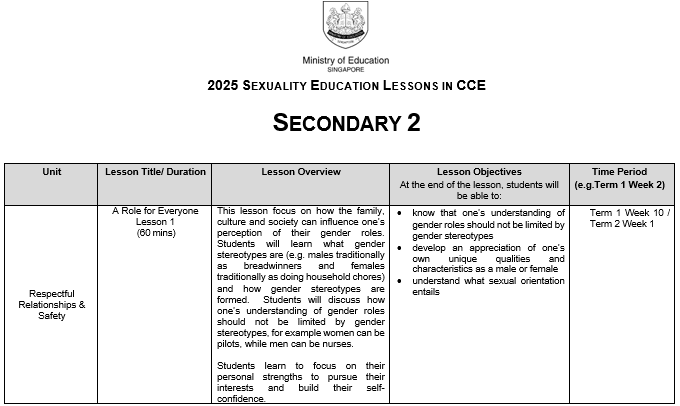 Ministry of Education
SINGAPORE
2025 SEXUALITY EDUCATION LESSONS IN CCE
SECONDARY 2
Unit
Lesson Title/ Duration
Lesson Overview
Lesson Objectives
At the end of the lesson, students will
be able to:
Time Period
(e.g.Term 1 Week 2)
Respectful
Relationships &
Safety
A Role for Everyone
Lesson 1
(60 mins)
This lesson focus on how the family,
culture and society can influence one's
perception of their gender roles.
Students will learn what gender
stereotypes are (e.g. males traditionally
as breadwinners and females
traditionally as doing household chores)
and how gender stereotypes are
formed. Students will discuss how
one's understanding of gender roles
should not be limited by gender
stereotypes, for example women can be
pilots, while men can be nurses.
Students learn to focus on their
personal strengths to pursue their
interests and build their self-
confidence.
• know that one's understanding of
gender roles should not be limited by
gender stereotypes
• develop an appreciation of one's
own unique qualities and
characteristics as a male or female
• understand what sexual orientation
entails
Term 1 Week 10 /
Term 2 Week 1